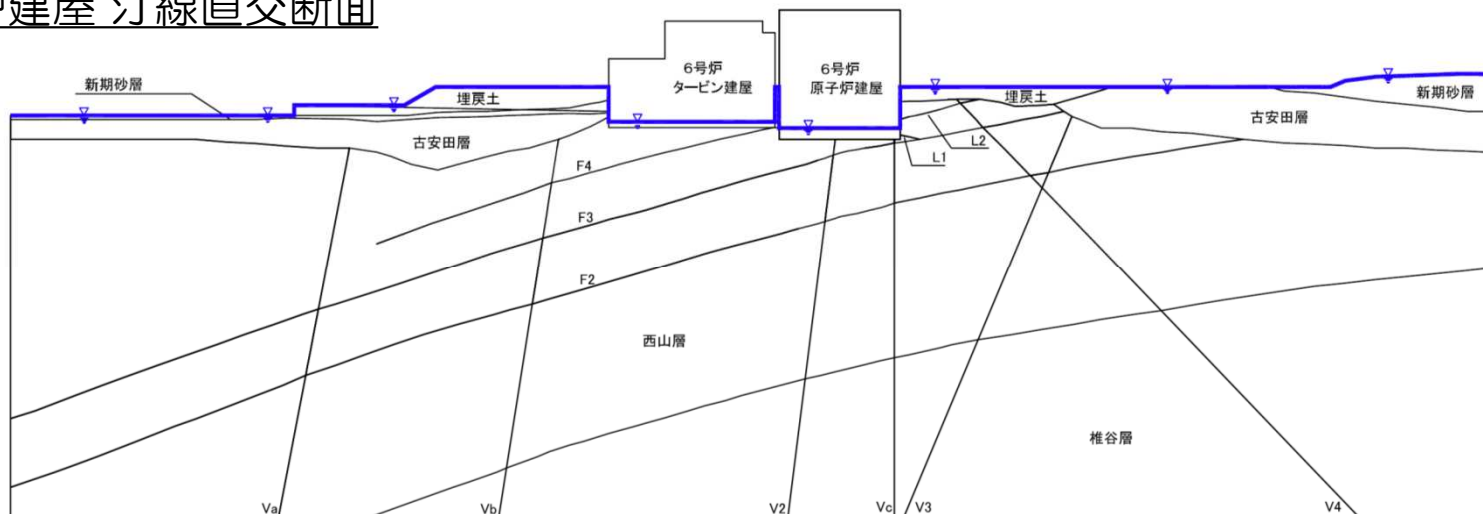 建屋 汀線直交断面
新期砂層
埋戻土
古安田層
6号炉
タービン建屋
6号炉
原子炉建屋
埋戻土
古安田層
新期砂層
L2
L1
F4
F3
F2
西山層
椎谷層
Va
Vb
V2
Vc
V3
V4